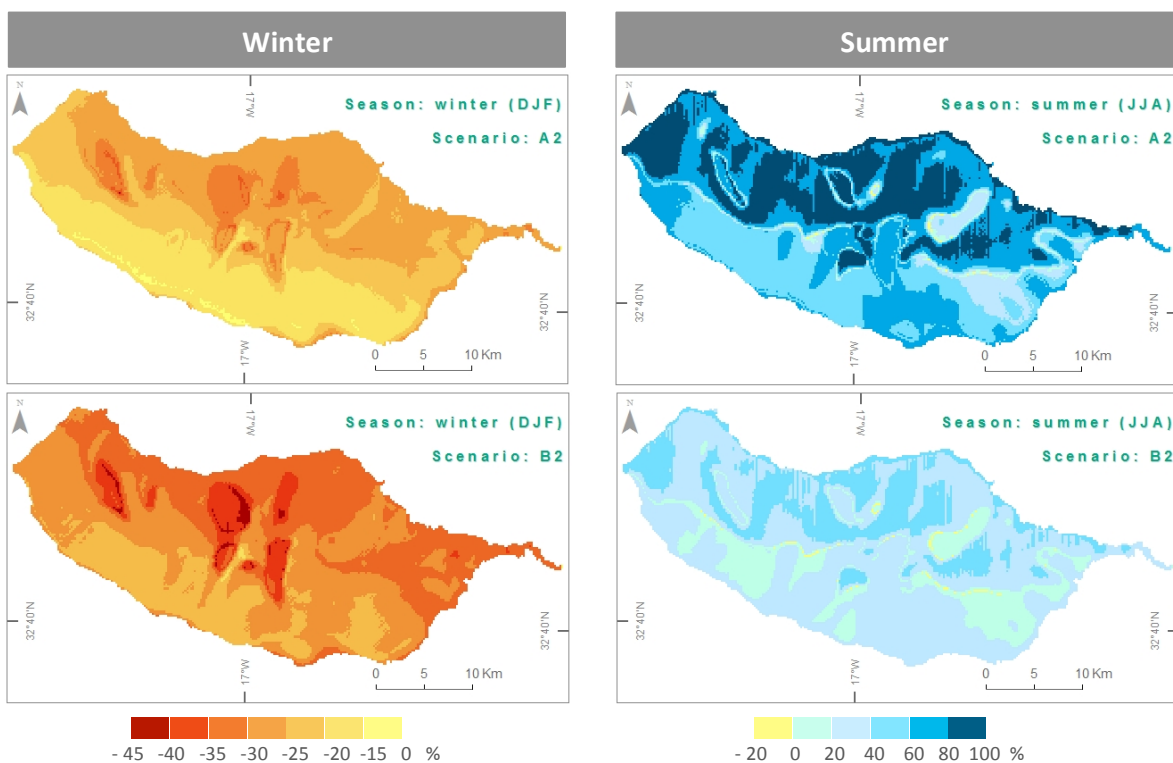 Winter
Summer
N
17°W
Season: winter (DJF)
Scenario: A2
32°40'N
32°40'N
17°W
0 5 10 Km
N
17°W
Season: summer (JJA)
Scenario: A2
32°40'N
32°40'N
17°W
0 5 10 Km
N
17°W
Season: winter (DJF)
Scenario: B2
32°40'N
32°40'N
17°W
0 5 10 Km
N
17°W
Season: summer (JJA)
Scenario: B2
32°40'N
32°40'N
17°W
0 5 10 Km
- 45 -40 -35 -30 -25 -20 -15 0 %
- 20 0 20 40 60 80 100 %